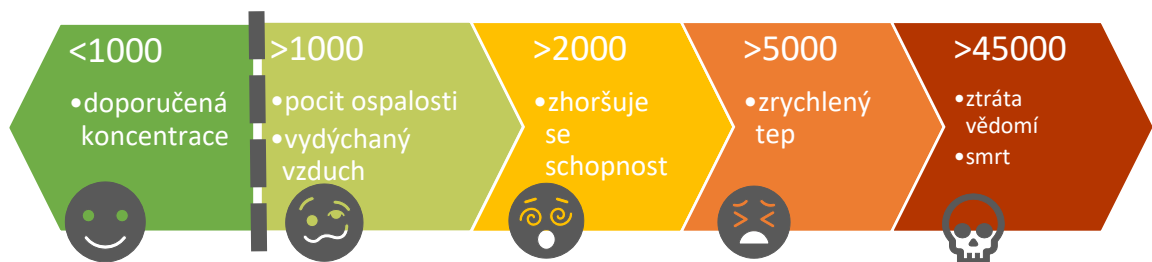 <1000
•doporučená
koncentrace
>1000
•pocit ospalosti
•vydýchaný
vzduch
>2000
•zhoršuje
se
schopnost
>5000
•zrychlený
tep
>45000
•ztráta
vědomí
•smrt